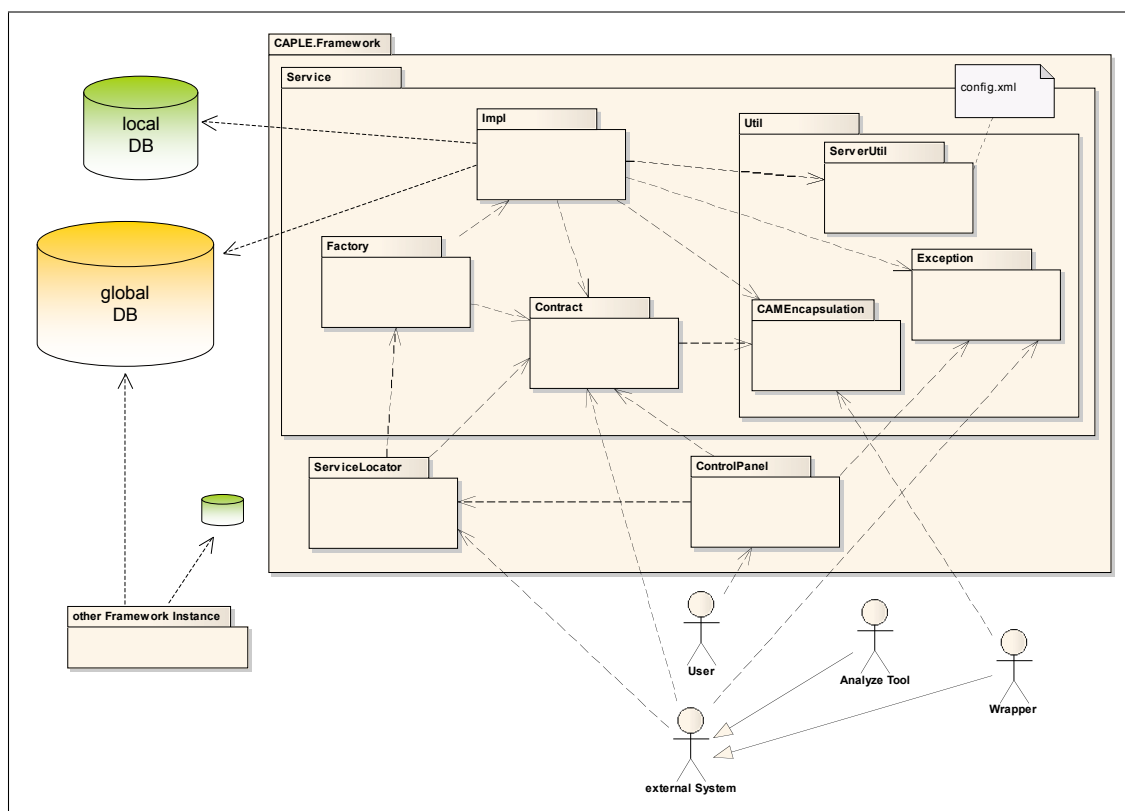 CAPLE.Framework
Service
config.xml
local
DB
Impl
Util
ServerUtil
global
DB
Factory
Exception
Contract
CAMEncapsulation
ServiceLocator
ControlPanel
other Framework Instance
User
Analyze Tool
Wrapper
external System